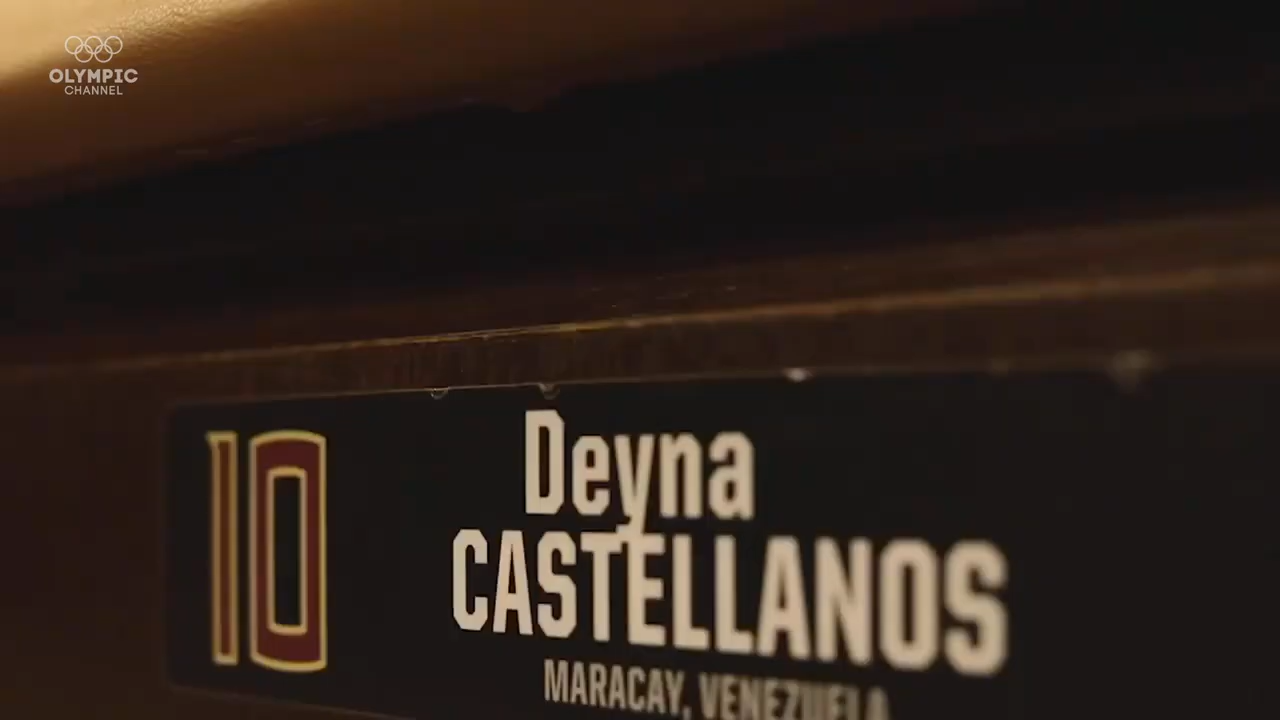 OLYMPIC
CHANNEL
10
Deyna
CASTELLANOS
MARACAY, VENEZUELA